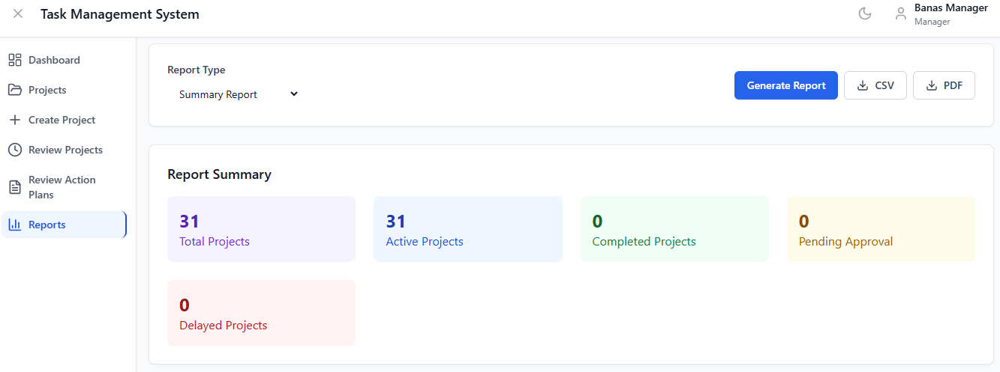 Task Management System
Banas Manager
Manager
Dashboard
Projects
Create Project
Review Projects
Review Action
Plans
Reports
Report Type
Summary Report
Generate Report
CSV
PDF
Report Summary
31
Total Projects
31
Active Projects
0
Completed Projects
0
Pending Approval
0
Delayed Projects